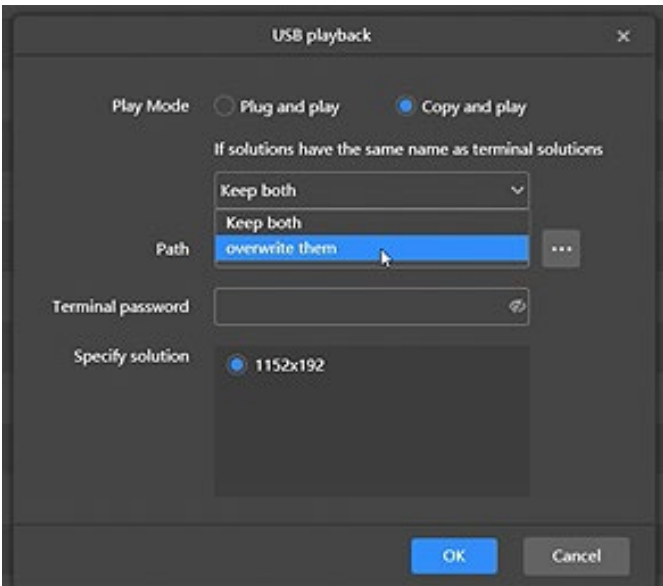 USB playback
Play Mode Plug and play Copy and play
If solutions have the same name as terminal solutions
Keep both
Keep both
overwrite them
Path
Terminal password
Specify solution 1152x192
OK Cancel